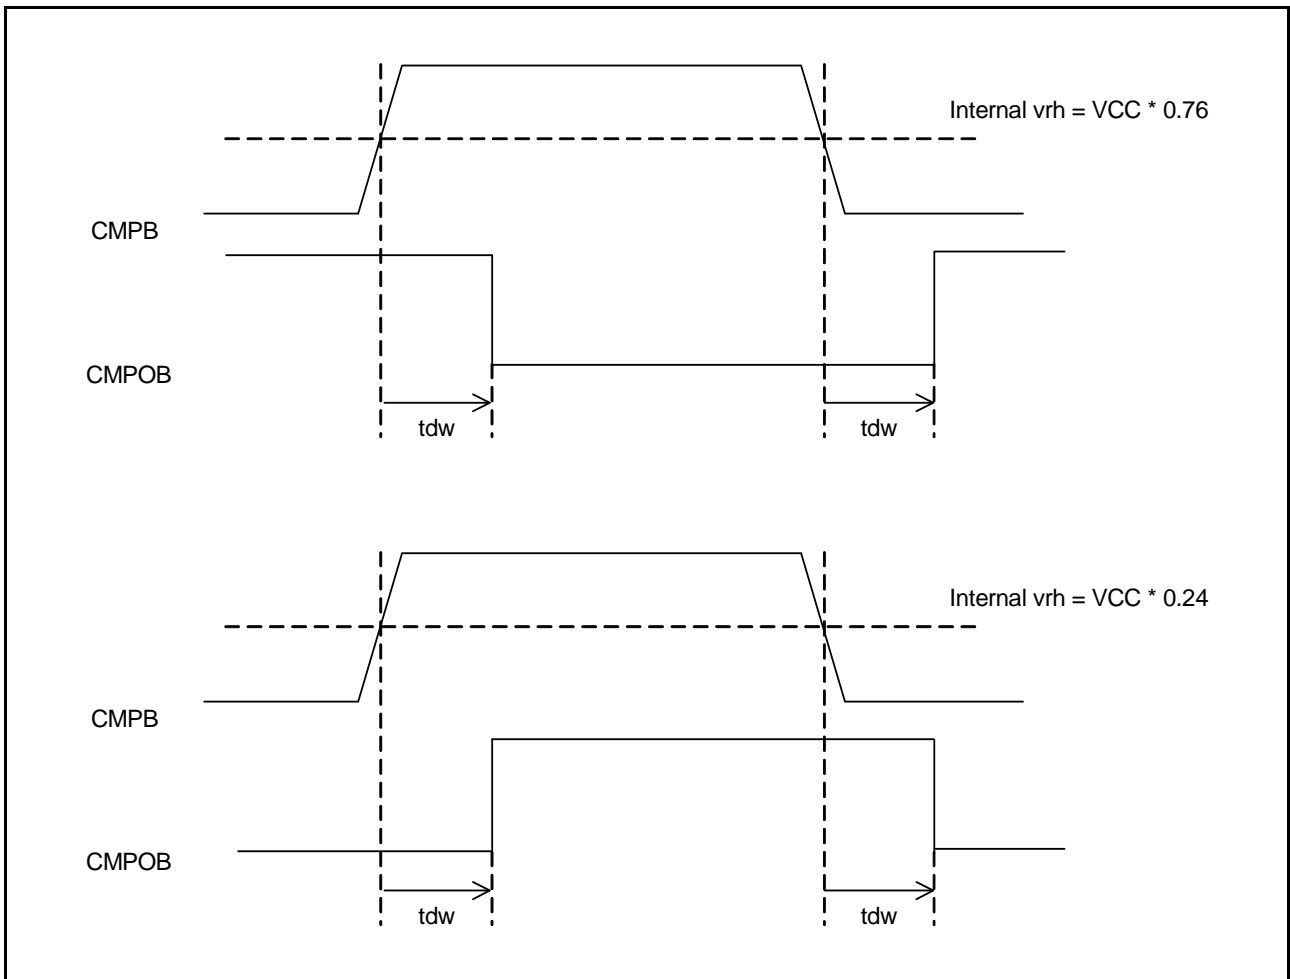 Internal vrh = VCC * 0.76
CMPB
CMPOB
tdw
tdw
Internal vrh = VCC * 0.24
CMPB
CMPOB
tdw
tdw